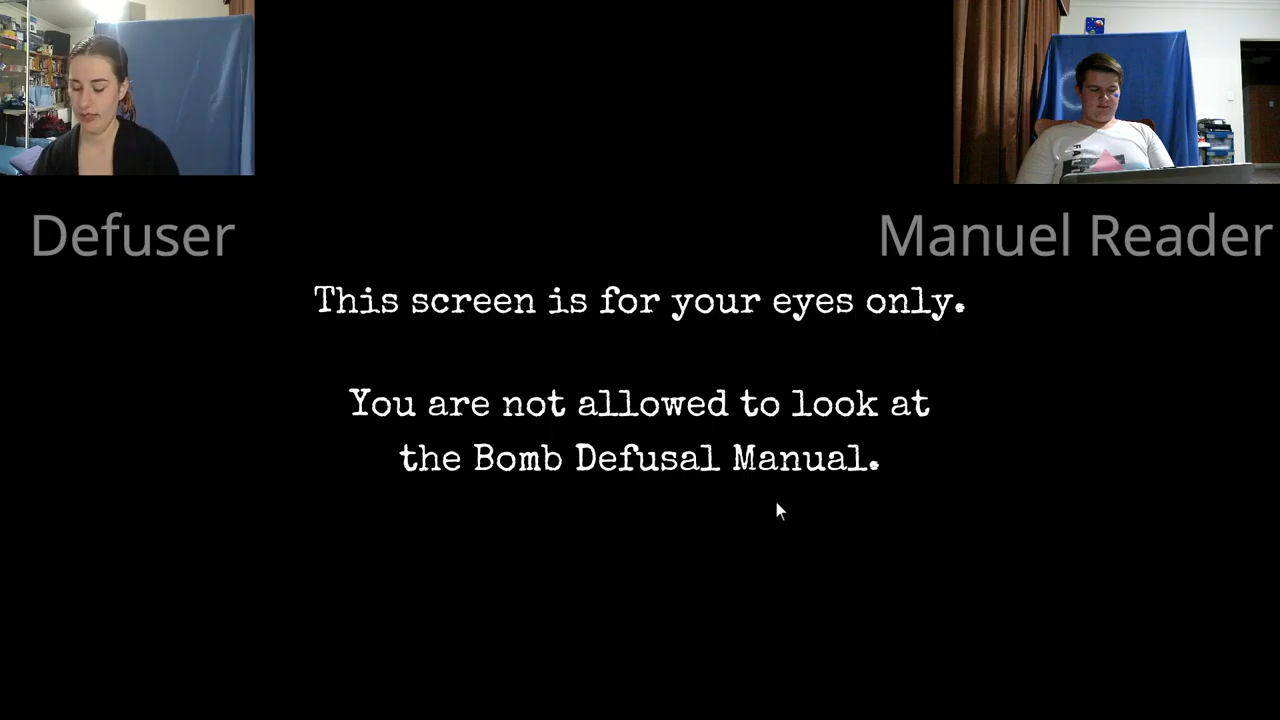 Defuser
Manuel Reader
This screen is for your eyes only.
You are not allowed to look at
the Bomb Defusal Manual.